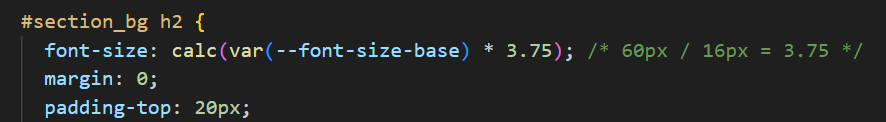 #section_bg h2 {
font-size: calc(var(--font-size-base) * 3.75); /* 60px / 16px = 3.75 */
margin: 0;
padding-top: 20px;